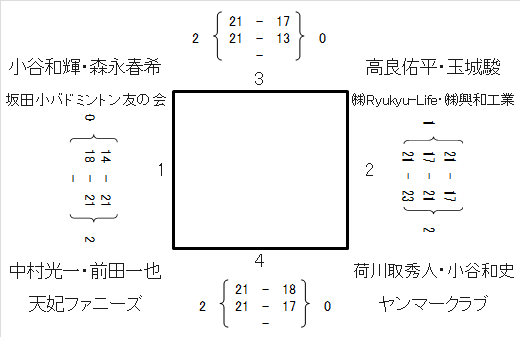 21 － 17
2 21 － 13 0
－
小谷和輝・森永春希 3 高良佑平・玉城駿
坂田小バドミントン友の会 ㈱Ryukyu-Life・㈱興和工業
0
14 － 21
18 － 21
－
2
1 2
1
21 － 17
17 － 21
21 － 23
2
中村光一・前田一也 4 荷川取秀人・小谷和史
天妃ファニーズ ヤンマークラブ
21 － 18
2 21 － 17 0
－